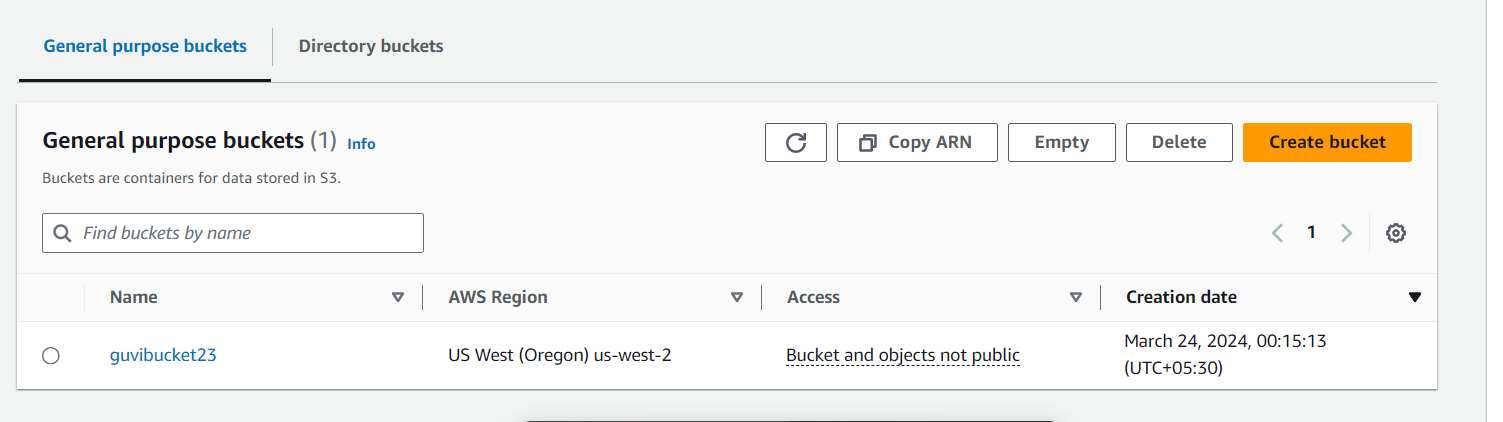 General purpose buckets Directory buckets
General purpose buckets (1) Info
Copy ARN Empty Delete Create bucket
Buckets are containers for data stored in S3.
Find buckets by name
1
Name AWS Region Access Creation date
guvibucket23 US West (Oregon) us-west-2 Bucket and objects not public March 24, 2024, 00:15:13
(UTC+05:30)